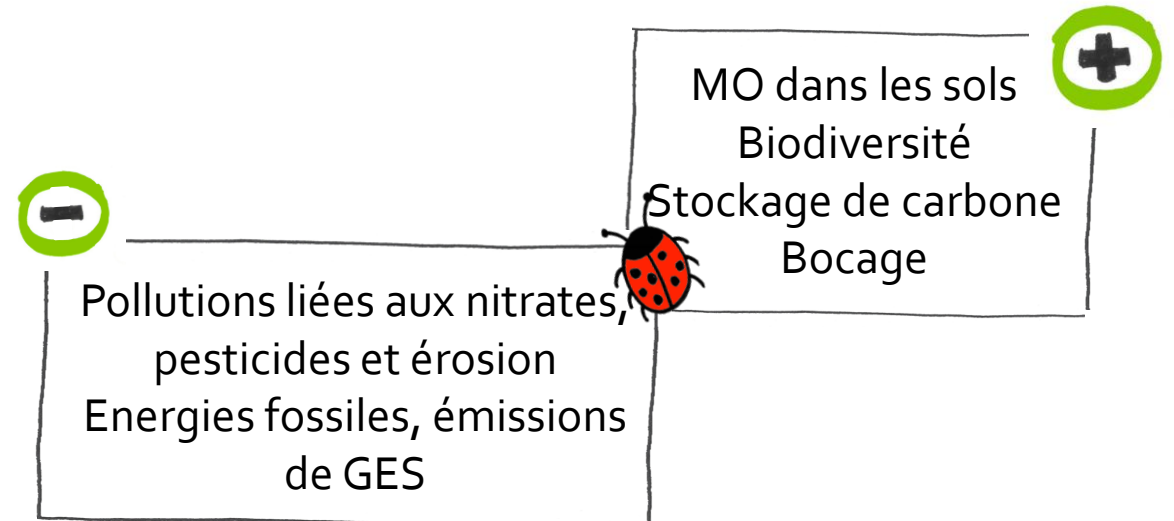 MO dans les sols
Biodiversité
Stockage de carbone
Bocage
Pollutions liées aux nitrates,
pesticides et érosion
Energies fossiles, émissions
de GES